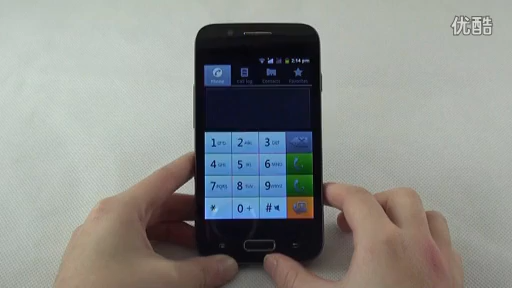 优酷
2:14 pm
Phone Call log Contacts Favorites
1 2 ABC 3 DEF
4 GHI 5 JKL 6 MNO
7 PQRS 8 TUV 9 WXYZ
* 0 + #